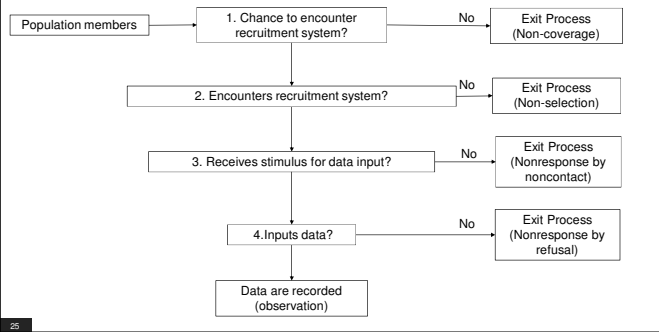 Population members
1. Chance to encounter
recruitment system?
No
Exit Process
(Non-coverage)
2. Encounters recruitment system?
No
Exit Process
(Non-selection)
3. Receives stimulus for data input?
No
Exit Process
(Nonresponse by
noncontact)
4.Inputs data?
No
Exit Process
(Nonresponse by
refusal)
Data are recorded
(observation)
25